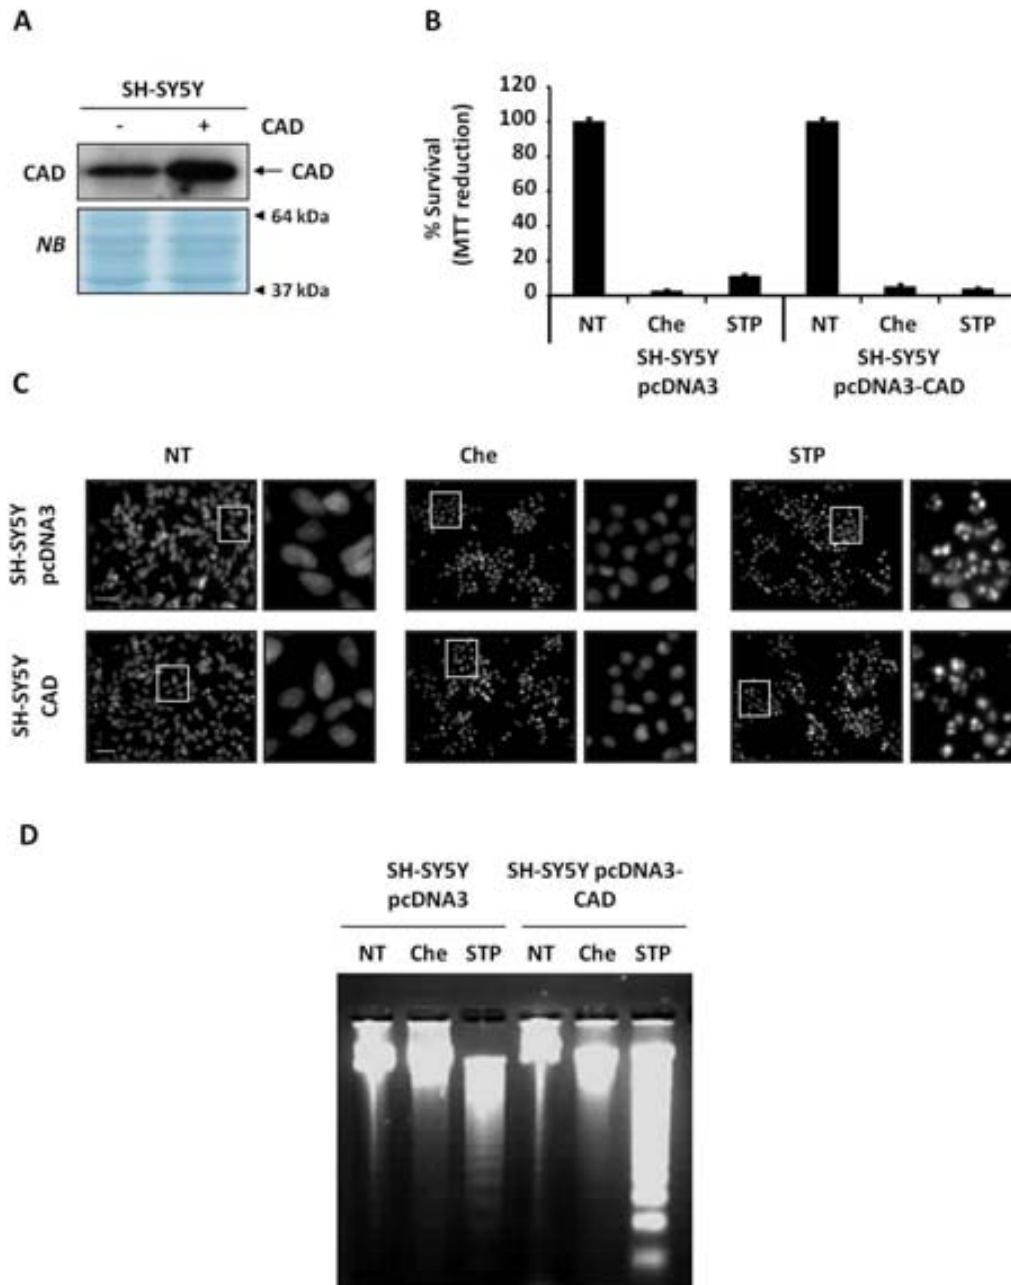 A
SH-SY5Y
- + CAD
CAD CAD
NB
64 kDa
37 kDa
B
% Survival
(MTT reduction)
120
100
80
60
40
20
0
NT Che STP NT Che STP
SH-SY5Y
pcDNA3
SH-SY5Y
pcDNA3-CAD
C
NT Che STP
SH-SY5Y
pcDNA3
SH-SY5Y
CAD
D
SH-SY5Y
pcDNA3
SH-SY5Y pcDNA3-
CAD
NT Che STP NT Che STP